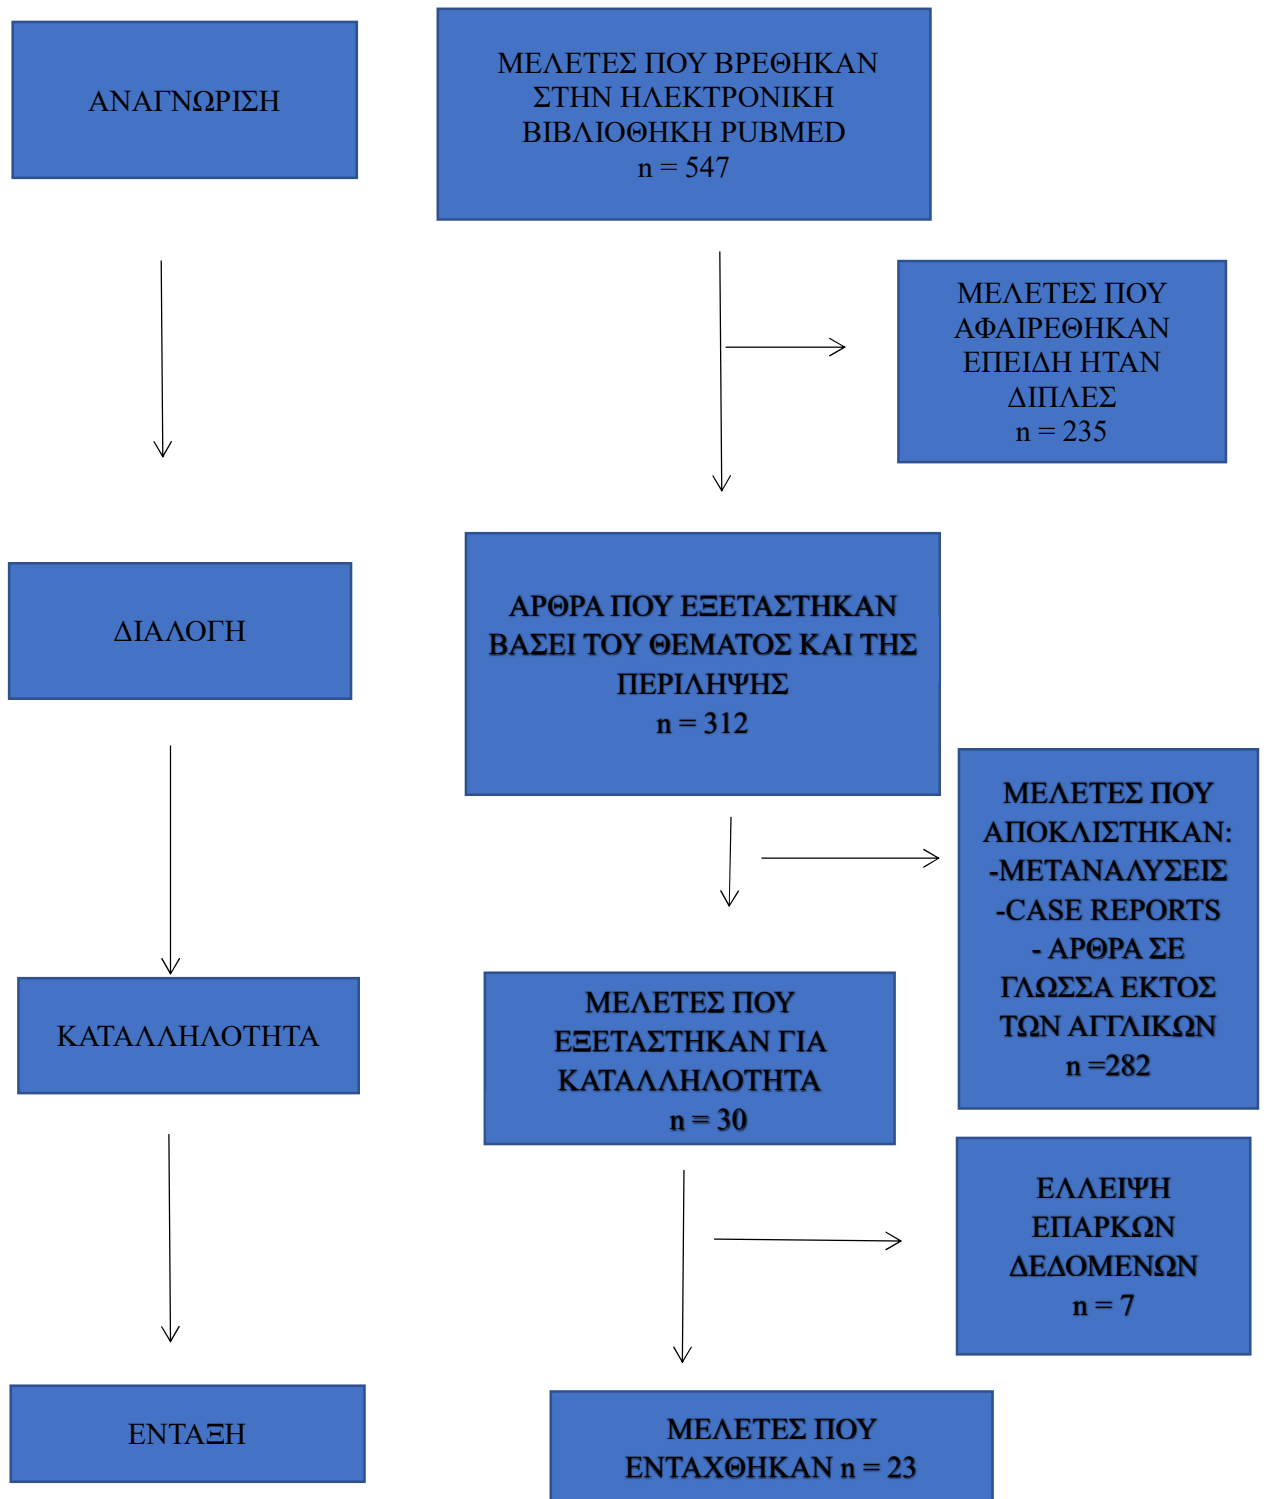 ΑΝΑΓΝΩΡΙΣΗ
ΜΕΛΕΤΕΣ ΠΟΥ ΒΡΕΘΗΚΑΝ
ΣΤΗΝ ΗΛΕΚΤΡΟΝΙΚΗ
ΒΙΒΛΙΟΘΗΚΗ PUBMED
n = 547
ΜΕΛΕΤΕΣ ΠΟΥ
ΑΦΑΙΡΕΘΗΚΑΝ
ΕΠΕΙΔΗ ΗΤΑΝ
ΔΙΠΛΕΣ
n = 235
ΔΙΑΛΟΓΗ
ΑΡΘΡΑ ΠΟΥ ΕΞΕΤΑΣΤΗΚΑΝ
ΒΑΣΕΙ ΤΟΥ ΘΕΜΑΤΟΣ ΚΑΙ ΤΗΣ
ΠΕΡΙΛΗΨΗΣ
n = 312
ΜΕΛΕΤΕΣ ΠΟΥ
ΑΠΟΚΛΙΣΤΗΚΑΝ:
-ΜΕΤΑΝΑΛΥΣΕΙΣ
-CASE REPORTS
- ΑΡΘΡΑ ΣΕ
ΓΛΩΣΣΑ ΕΚΤΟΣ
ΤΩΝ ΑΓΓΛΙΚΩΝ
n =282
ΚΑΤΑΛΛΗΛΟΤΗΤΑ
ΜΕΛΕΤΕΣ ΠΟΥ
ΕΞΕΤΑΣΤΗΚΑΝ ΓΙΑ
ΚΑΤΑΛΛΗΛΟΤΗΤΑ
n = 30
ΕΛΛΕΙΨΗ
ΕΠΑΡΚΩΝ
ΔΕΔΟΜΕΝΩΝ
n = 7
ΕΝΤΑΞΗ
ΜΕΛΕΤΕΣ ΠΟΥ
ΕΝΤΑΧΘΗΚΑΝ n = 23